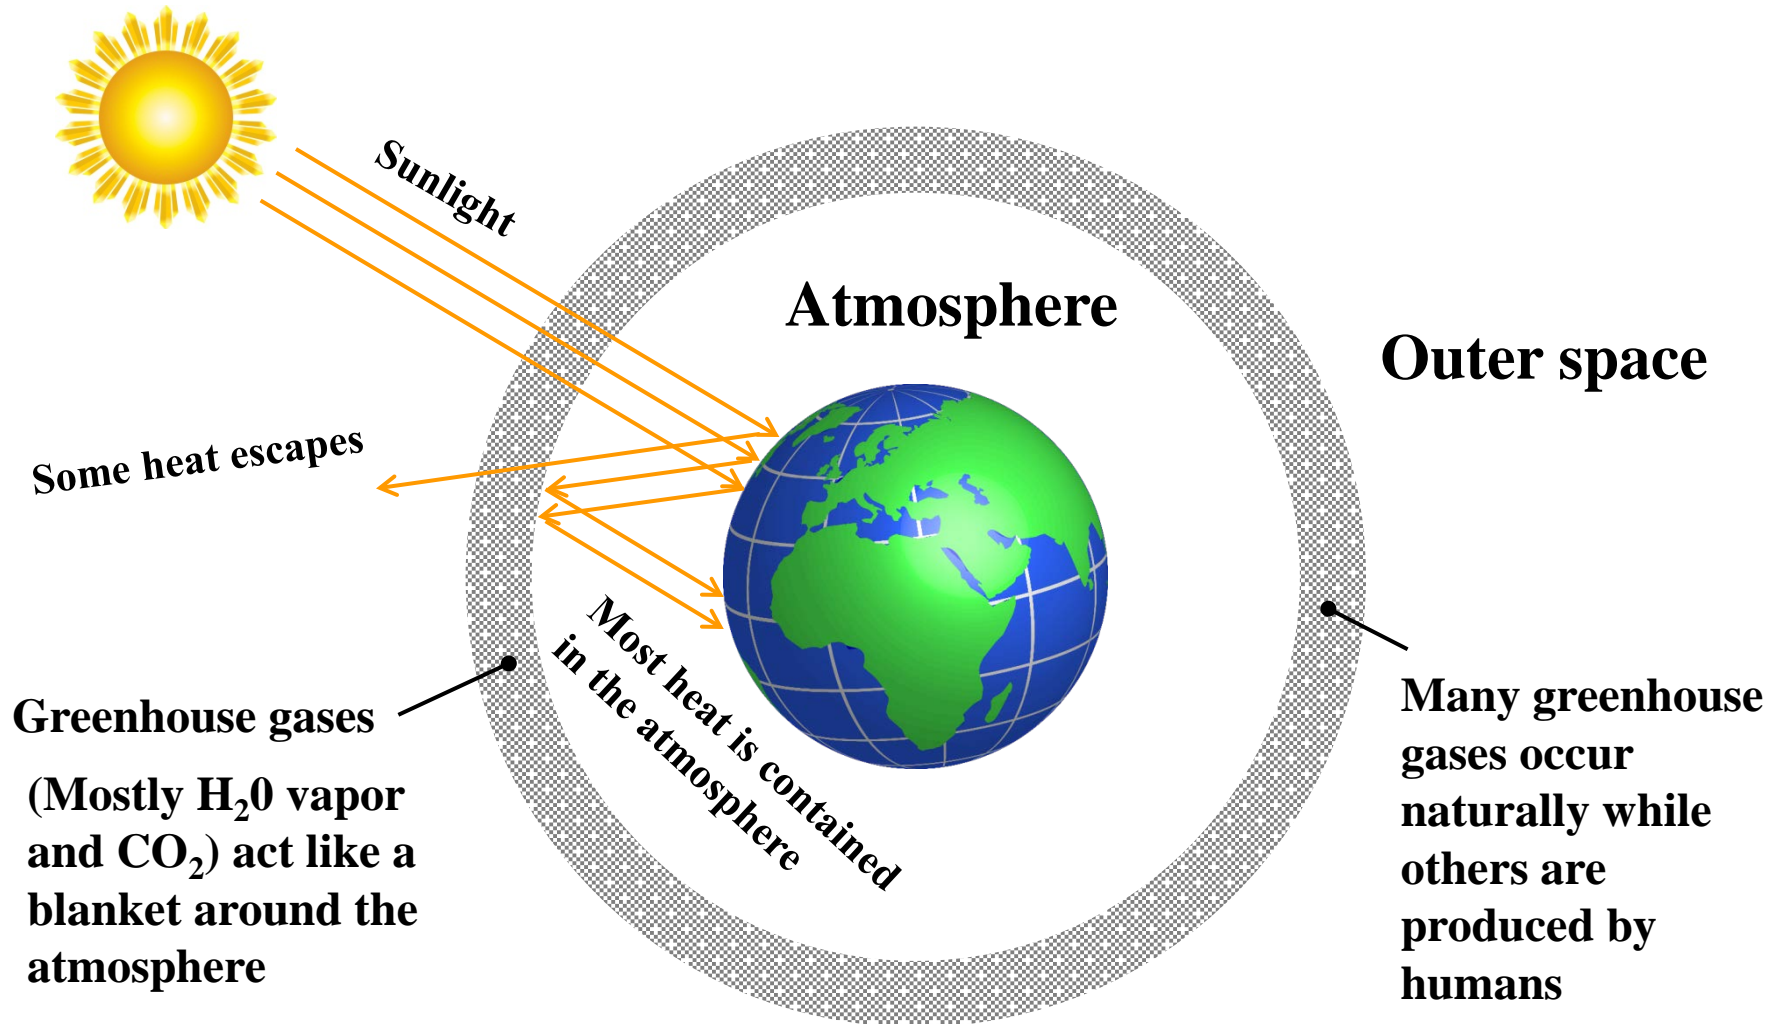 Sunlight
Atmosphere
Outer space
Some heat escapes
Most heat is contained
in the atmosphere
Greenhouse gases
(Mostly H₂0 vapor
and CO₂) act like a
blanket around the
atmosphere
Many greenhouse
gases occur
naturally while
others are
produced by
humans